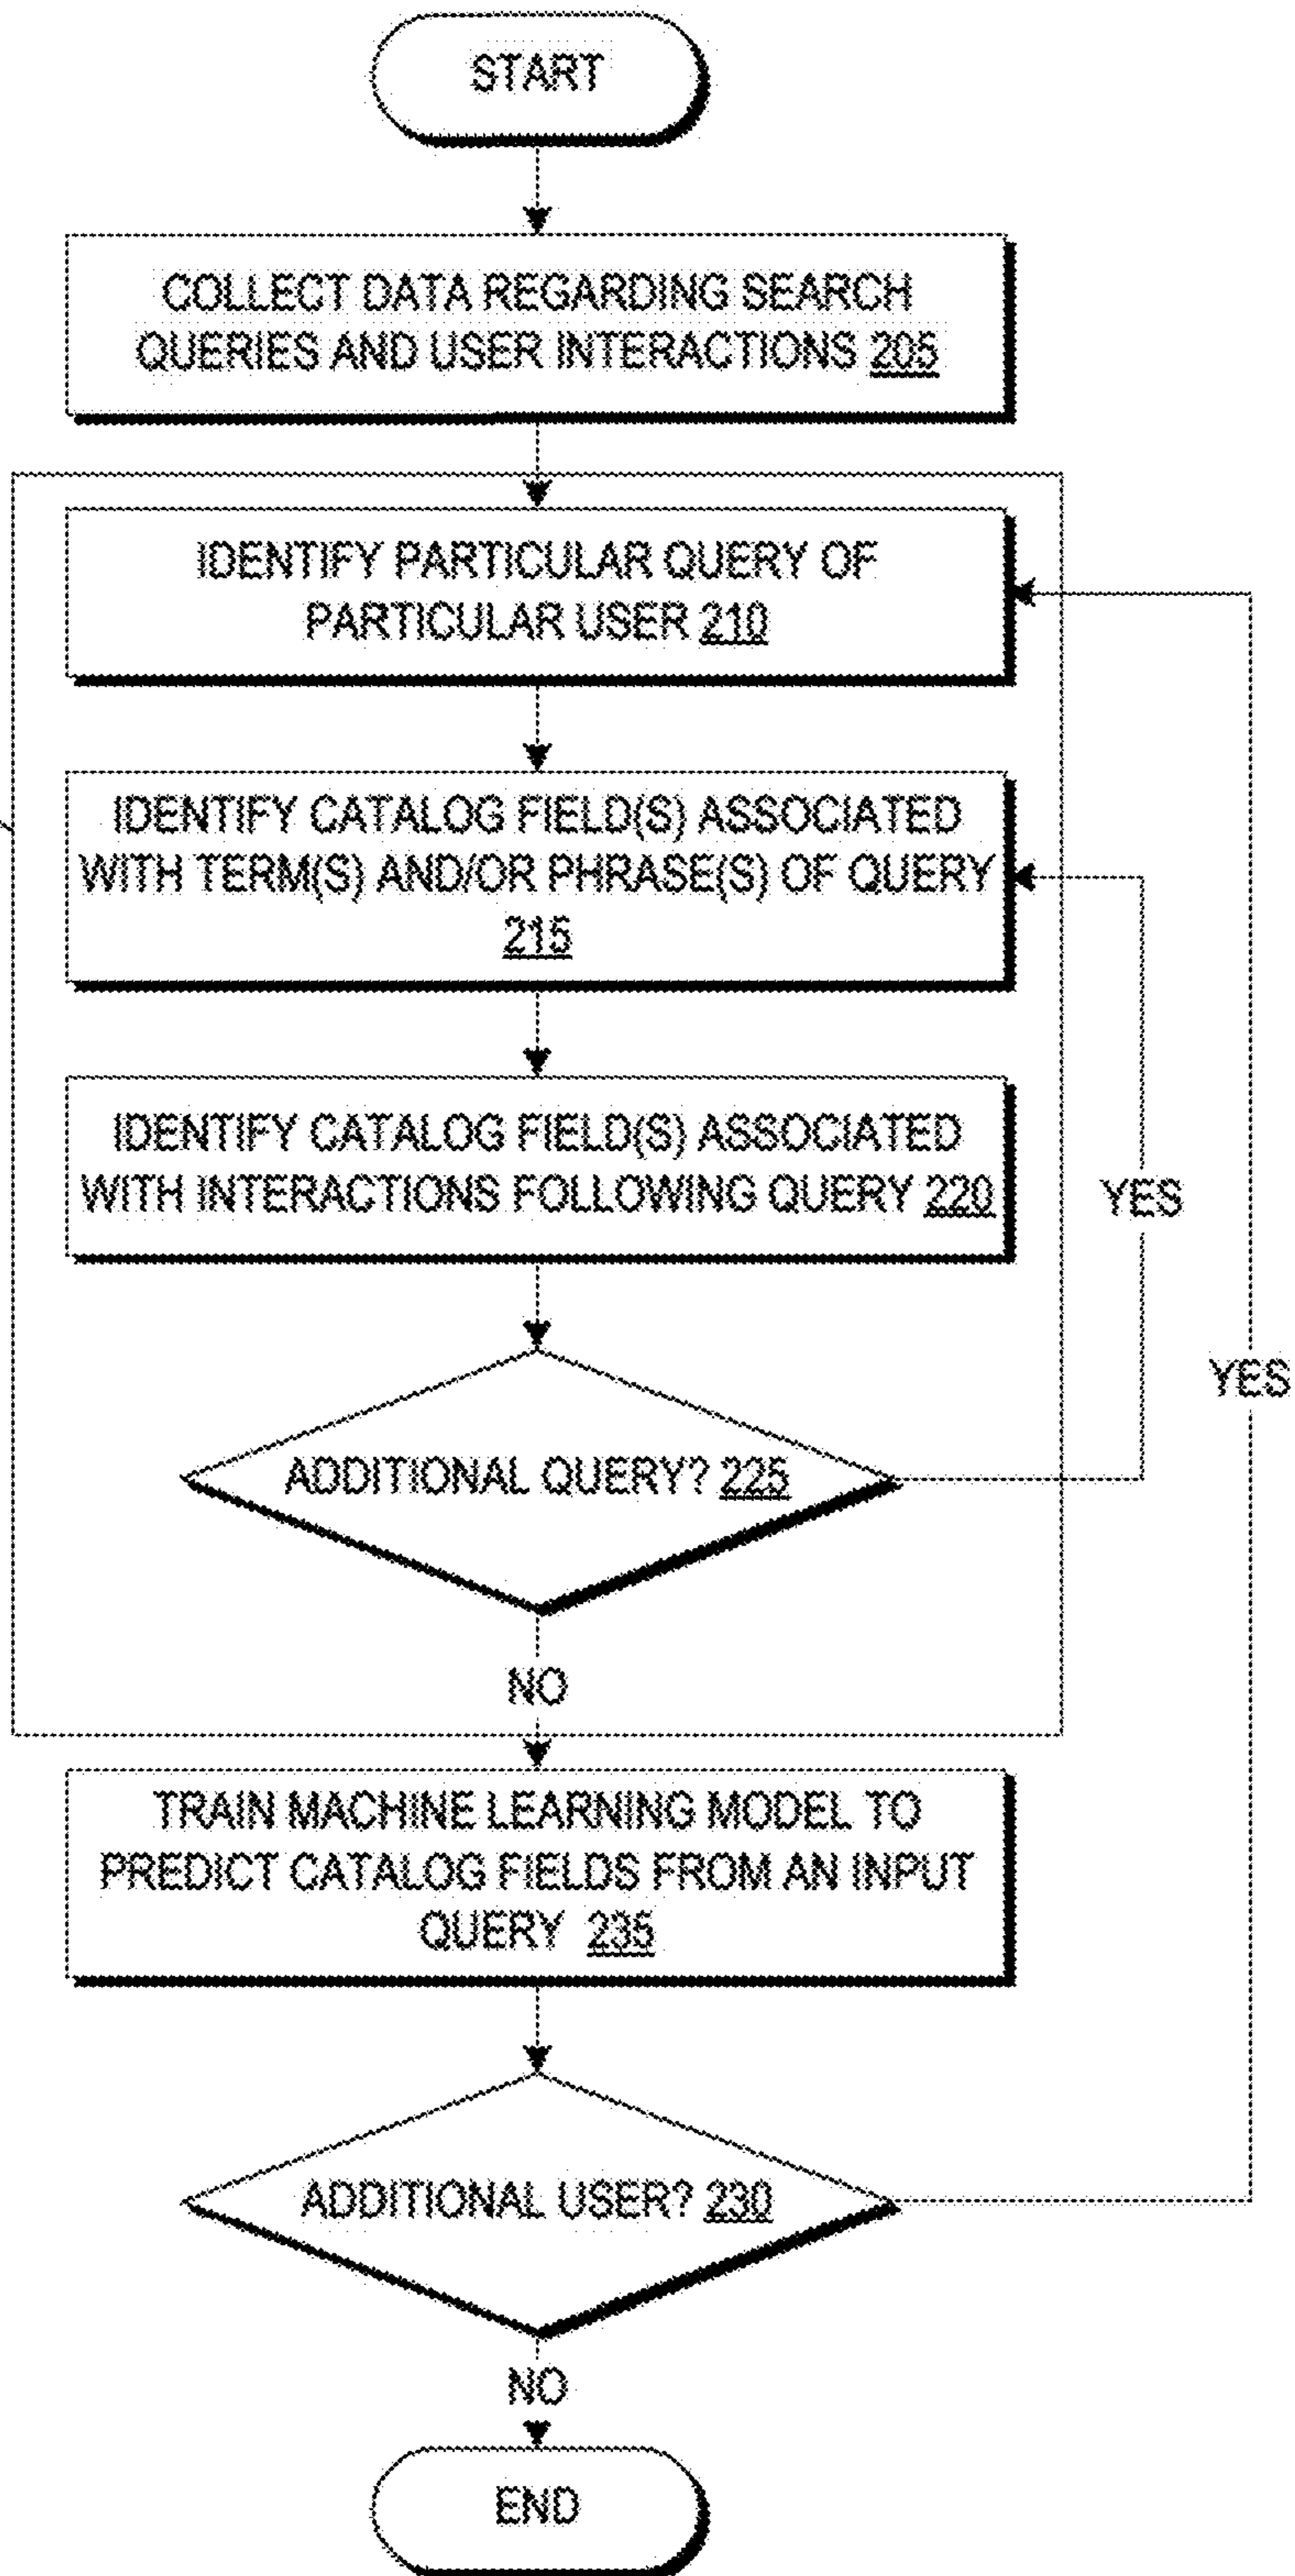 START
COLLECT DATA REGARDING SEARCH
QUERIES AND USER INTERACTIONS 205
IDENTIFY PARTICULAR QUERY OF
PARTICULAR USER 210
IDENTIFY CATALOG FIELD(S) ASSOCIATED
WITH TERM(S) AND/OR PHRASE(S) OF QUERY
215
IDENTIFY CATALOG FIELD(S) ASSOCIATED
WITH INTERACTIONS FOLLOWING QUERY 220
YES
YES
ADDITIONAL QUERY? 225
NO
TRAIN MACHINE LEARNING MODEL TO
PREDICT CATALOG FIELDS FROM AN INPUT
QUERY 235
ADDITIONAL USER? 230
NO
END